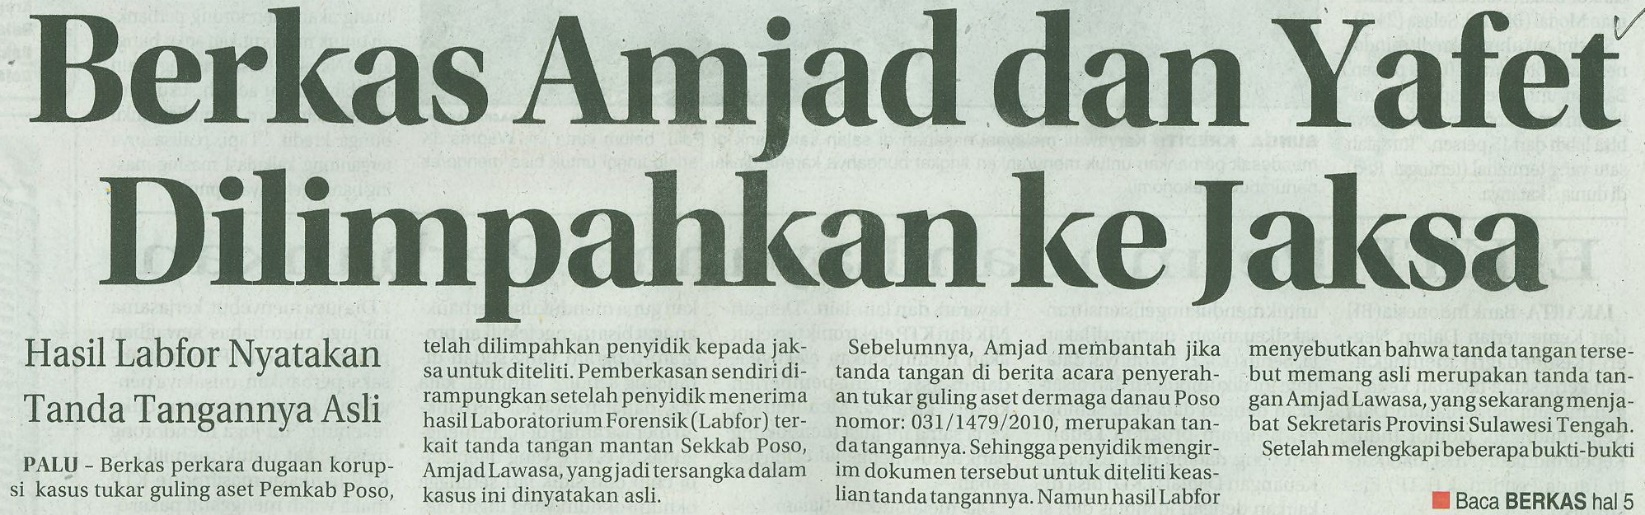 Berkas Amjad dan Yafet
Dilimpahkan ke Jaksa
Hasil Labfor Nyatakan
Tanda Tangannya Asli
PALU – Berkas perkara dugaan korup-
si kasus tukar guling aset Pemkab Poso,
telah dilimpahkan penyidik kepada jak-
sa untuk diteliti. Pemberkasan sendiri di-
rampungkan setelah penyidik menerima
hasil Laboratorium Forensik (Labfor) ter-
kait tanda tangan mantan Sekkab Poso,
Amjad Lawasa, yang jadi tersangka dalam
kasus ini dinyatakan asli.
Sebelumnya, Amjad membantah jika
tanda tangan di berita acara penyerah-
an tukar guling aset dermaga danau Poso
nomor: 031/1479/2010, merupakan tan-
da tangannya. Sehingga penyidik mengir-
im dokumen tersebut untuk diteliti keas-
lian tanda tangannya. Namun hasil Labfor
menyebutkan bahwa tanda tangan terse-
but memang asli merupakan tanda tan-
gan Amjad Lawasa, yang sekarang menja-
bat Sekretaris Provinsi Sulawesi Tengah.
Setelah melengkapi beberapa bukti-bukti
Baca BERKAS hal 5